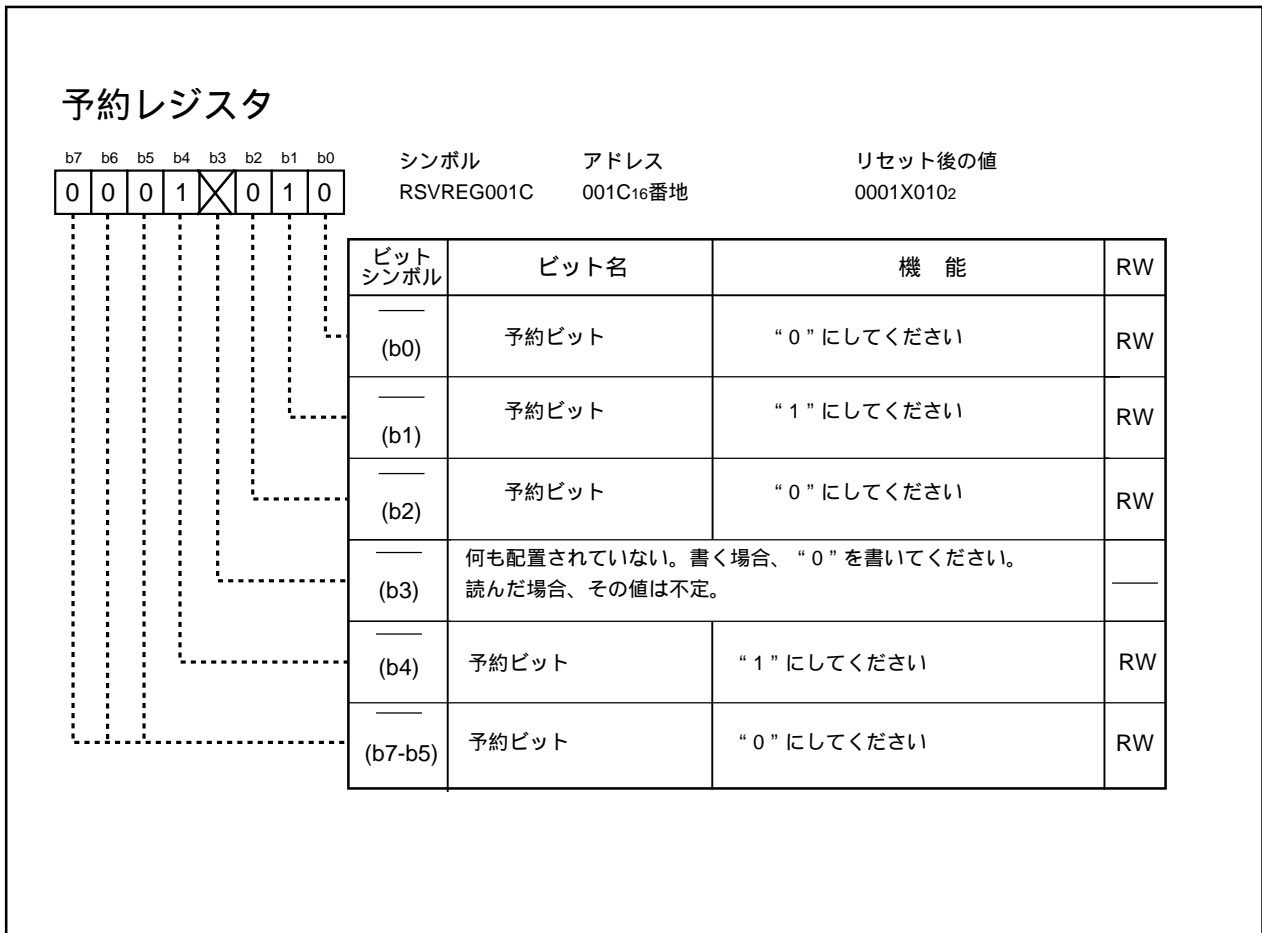 予約レジスタ
b7 b6 b5 b4 b3 b2 b1 b0
0 0 0 1 X 0 1 0
シンボル アドレス リセット後の値
RSVREG001C 001C16番地 0001X0102
ビット
シンボル ビット名 機 能 RW
(b0) 予約ビット “ 0 ” にしてください RW
(b1) 予約ビット “ 1 ” にしてください RW
(b2) 予約ビット “ 0 ” にしてください RW
何も配置されていない。書く場合、“ 0 ” を書いてください。
(b3) 読んだ場合、その値は不定。
(b4) 予約ビット “ 1 ” にしてください RW
(b7-b5) 予約ビット “ 0 ” にしてください RW